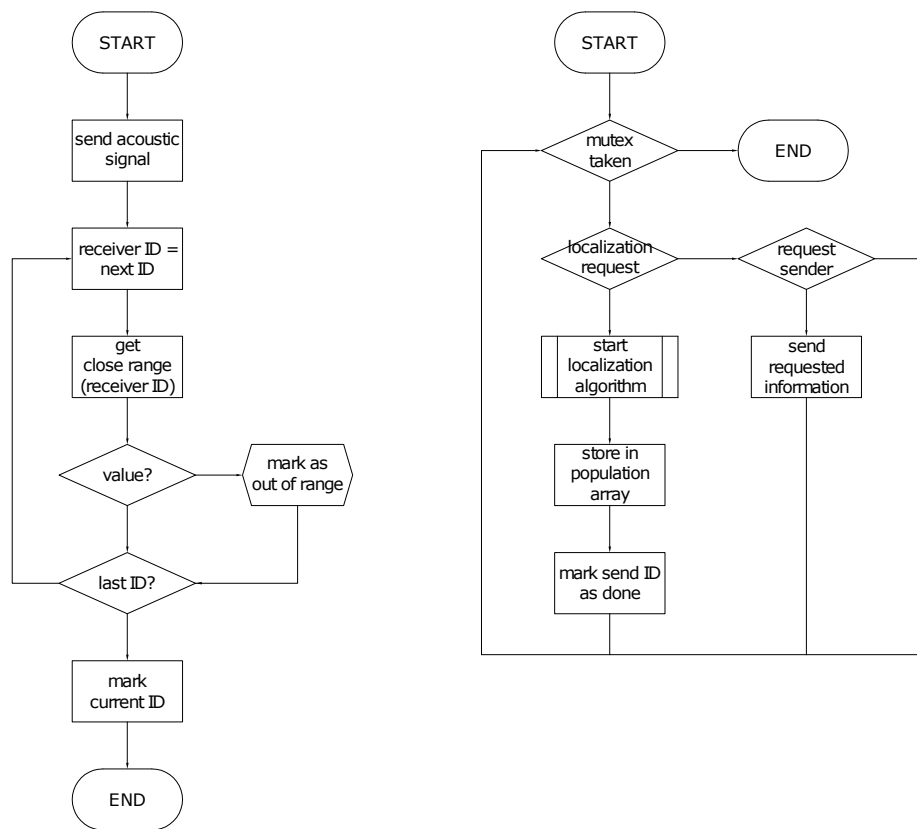 START
send acoustic
signal
receiver ID =
next ID
get
close range
(receiver ID)
value?
mark as
out of range
last ID?
mark
current ID
END
START
mutex
taken
END
localization
request
request
sender
start
localization
algorithm
send
requested
information
store in
population
array
mark send ID
as done